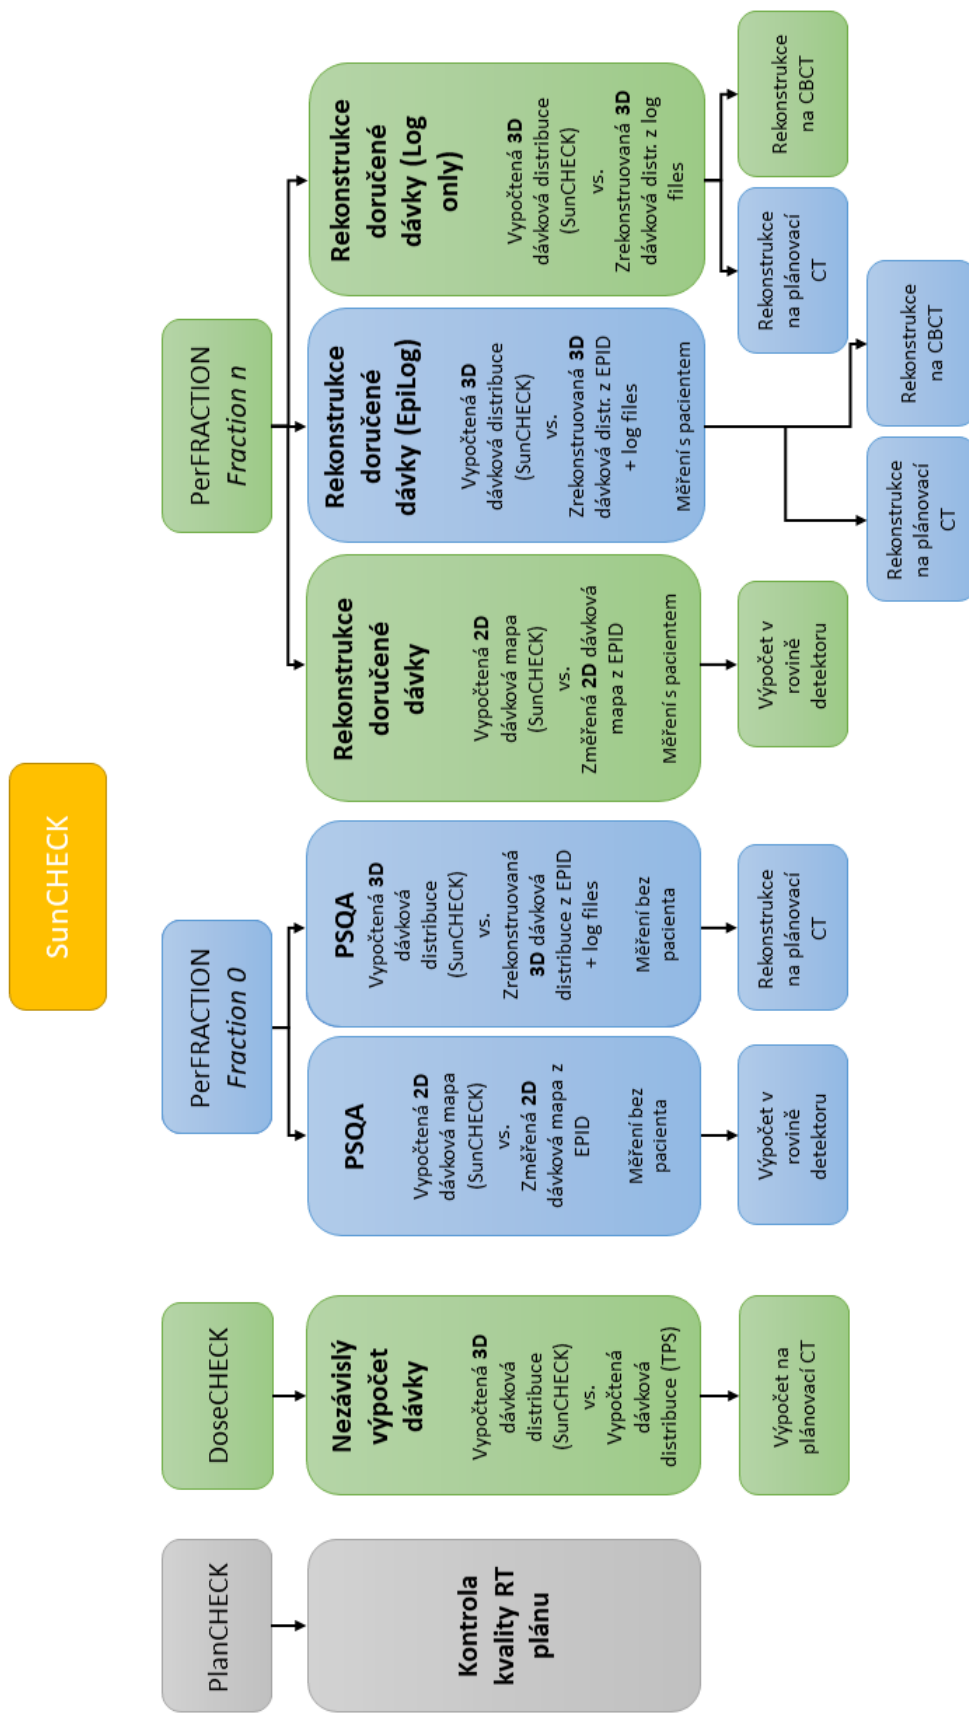 SunCHECK
PlanCHECK
Kontrola
kvality RT
plánu
DoseCHECK
Nezávislý
výpočet
dávky
Vypočtená 3D
dávková
distribuce
(SunCHECK)
vs.
Vypočtená
dávková
distribuce (TPS)
Výpočet na
plánovací CT
PerFRACTION
Fraction 0
PSQA
Vypočtená 2D
dávková mapa
(SunCHECK)
vs.
Změřená 2D
dávková mapa z
EPID
Měření bez
pacienta
Výpočet v
rovině
detektoru
PSQA
Vypočtená 3D
dávková
distribuce
(SunCHECK)
vs.
Zrekonstruovaná
3D dávková
distribuce z EPID
+ log files
Měření bez
pacienta
Rekonstrukce
na plánovací
CT
PerFRACTION
Fraction n
Rekonstrukce
doručené
dávky
Vypočtená 2D
dávková mapa
(SunCHECK)
vs.
Změřená 2D dávková
mapa z EPID
Měření s pacientem
Výpočet v
rovině
detektoru
Rekonstrukce
doručené
dávky (EpiLog)
Vypočtená 3D
dávková distribuce
(SunCHECK)
vs.
Zrekonstruovaná 3D
dávková distr. z EPID
+ log files
Měření s pacientem
Rekonstrukce
na plánovací
CT
Rekonstrukce
na CBCT
Rekonstrukce
doručené
dávky (Log
only)
Vypočtená 3D
dávková distribuce
(SunCHECK)
vs.
Zrekonstruovaná 3D
dávková distr. z log
files
Rekonstrukce
na plánovací
CT
Rekonstrukce
na CBCT